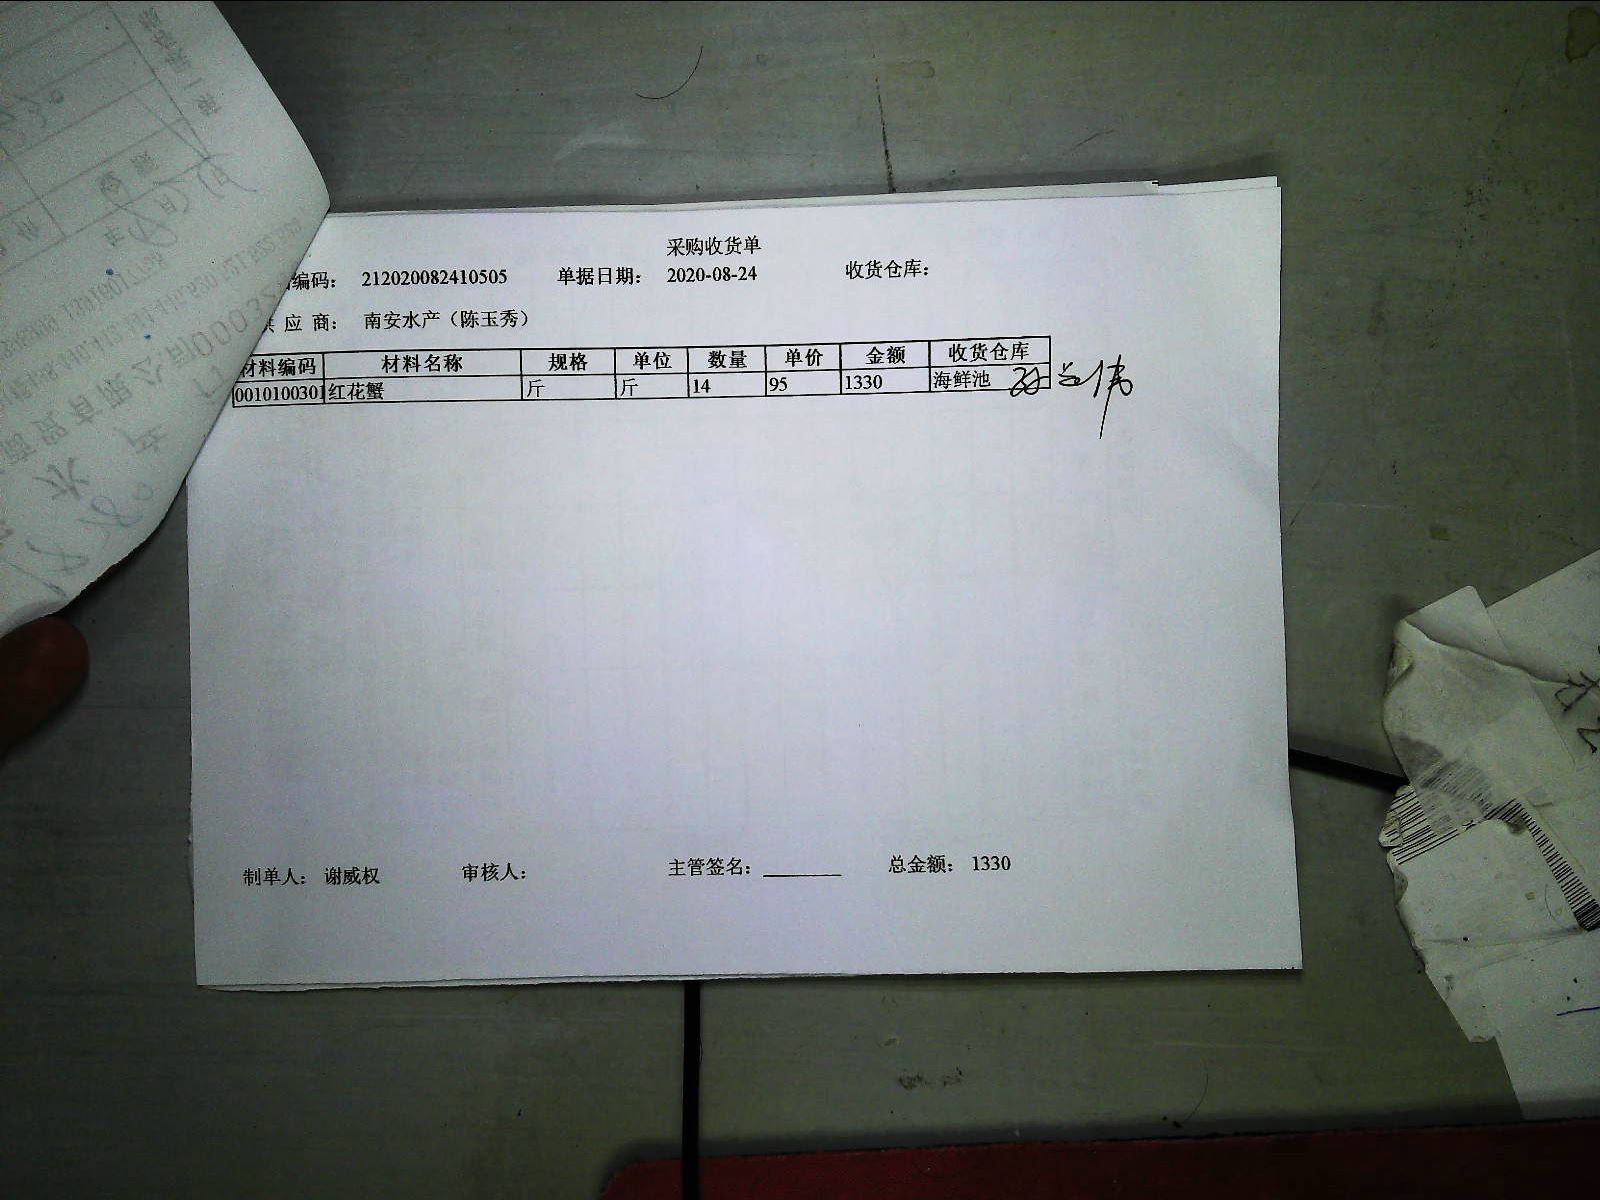 采购收货单
编码： 212020082410505 单据日期： 2020-08-24 收货仓库：
应 商： 南安水产（陈玉秀）
材料编码 材料名称 规格 单位 数量 单价 金额 收货仓库
0010100301 红花蟹 斤 斤 14 95 1330 海鲜池
制单人： 谢威权 审核人： 主管签名： 总金额： 1330